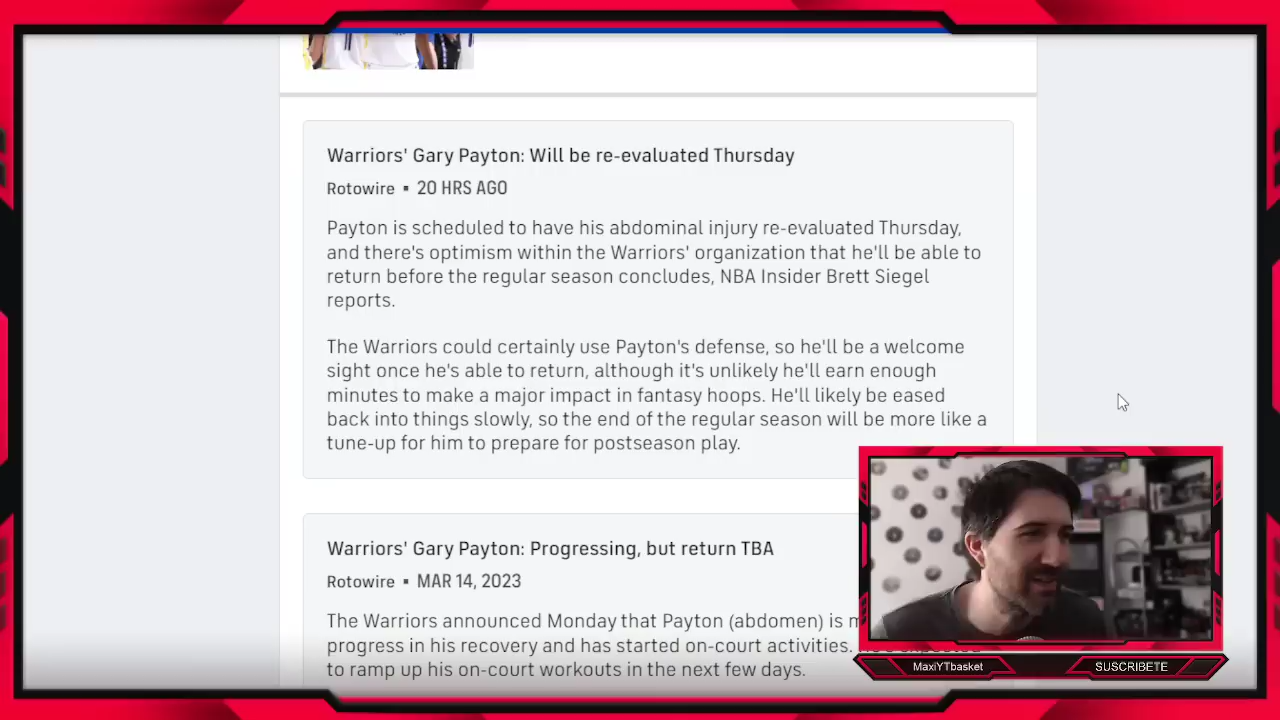 Warriors' Gary Payton: Will be re-evaluated Thursday
Rotowire ▪ 20 HRS AGO
Payton is scheduled to have his abdominal injury re-evaluated Thursday,
and there's optimism within the Warriors' organization that he'll be able to
return before the regular season concludes, NBA Insider Brett Siegel
reports.
The Warriors could certainly use Payton's defense, so he'll be a welcome
sight once he's able to return, although it's unlikely he'll earn enough
minutes to make a major impact in fantasy hoops. He'll likely be eased
back into things slowly, so the end of the regular season will be more like a
tune-up for him to prepare for postseason play.
Warriors' Gary Payton: Progressing, but return TBA
Rotowire ▪ MAR 14, 2023
The Warriors announced Monday that Payton (abdomen) is
progress in his recovery and has started on-court activities.
to ramp up his on-court workouts in the next few days.
MaxiYTbasket
SUSCRIBETE